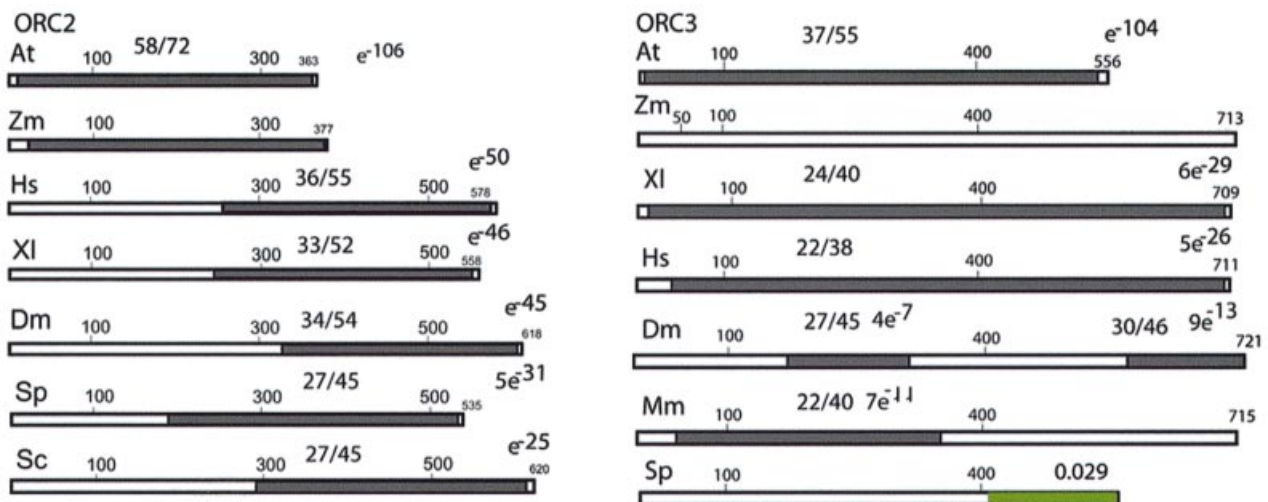 ORC2
At 100 58/72 300 363 e-106
Zm 100 300 377
Hs 100 300 36/55 500 578 e-50
Xl 100 300 33/52 500 558 e-46
Dm 100 300 34/54 500 618 e-45
Sp 100 300 27/45 500 535 5e-31
Sc 100 300 27/45 500 620 e-25
ORC3
At 100 37/55 400 556 e-104
Zm 50 100 400 713
Xl 100 24/40 400 709 6e-29
Hs 100 22/38 400 711 5e-26
Dm 100 27/45 4e-7 400 30/46 9e-13 721
Mm 100 22/40 7e-11 400 715
Sp 100 400 0.029